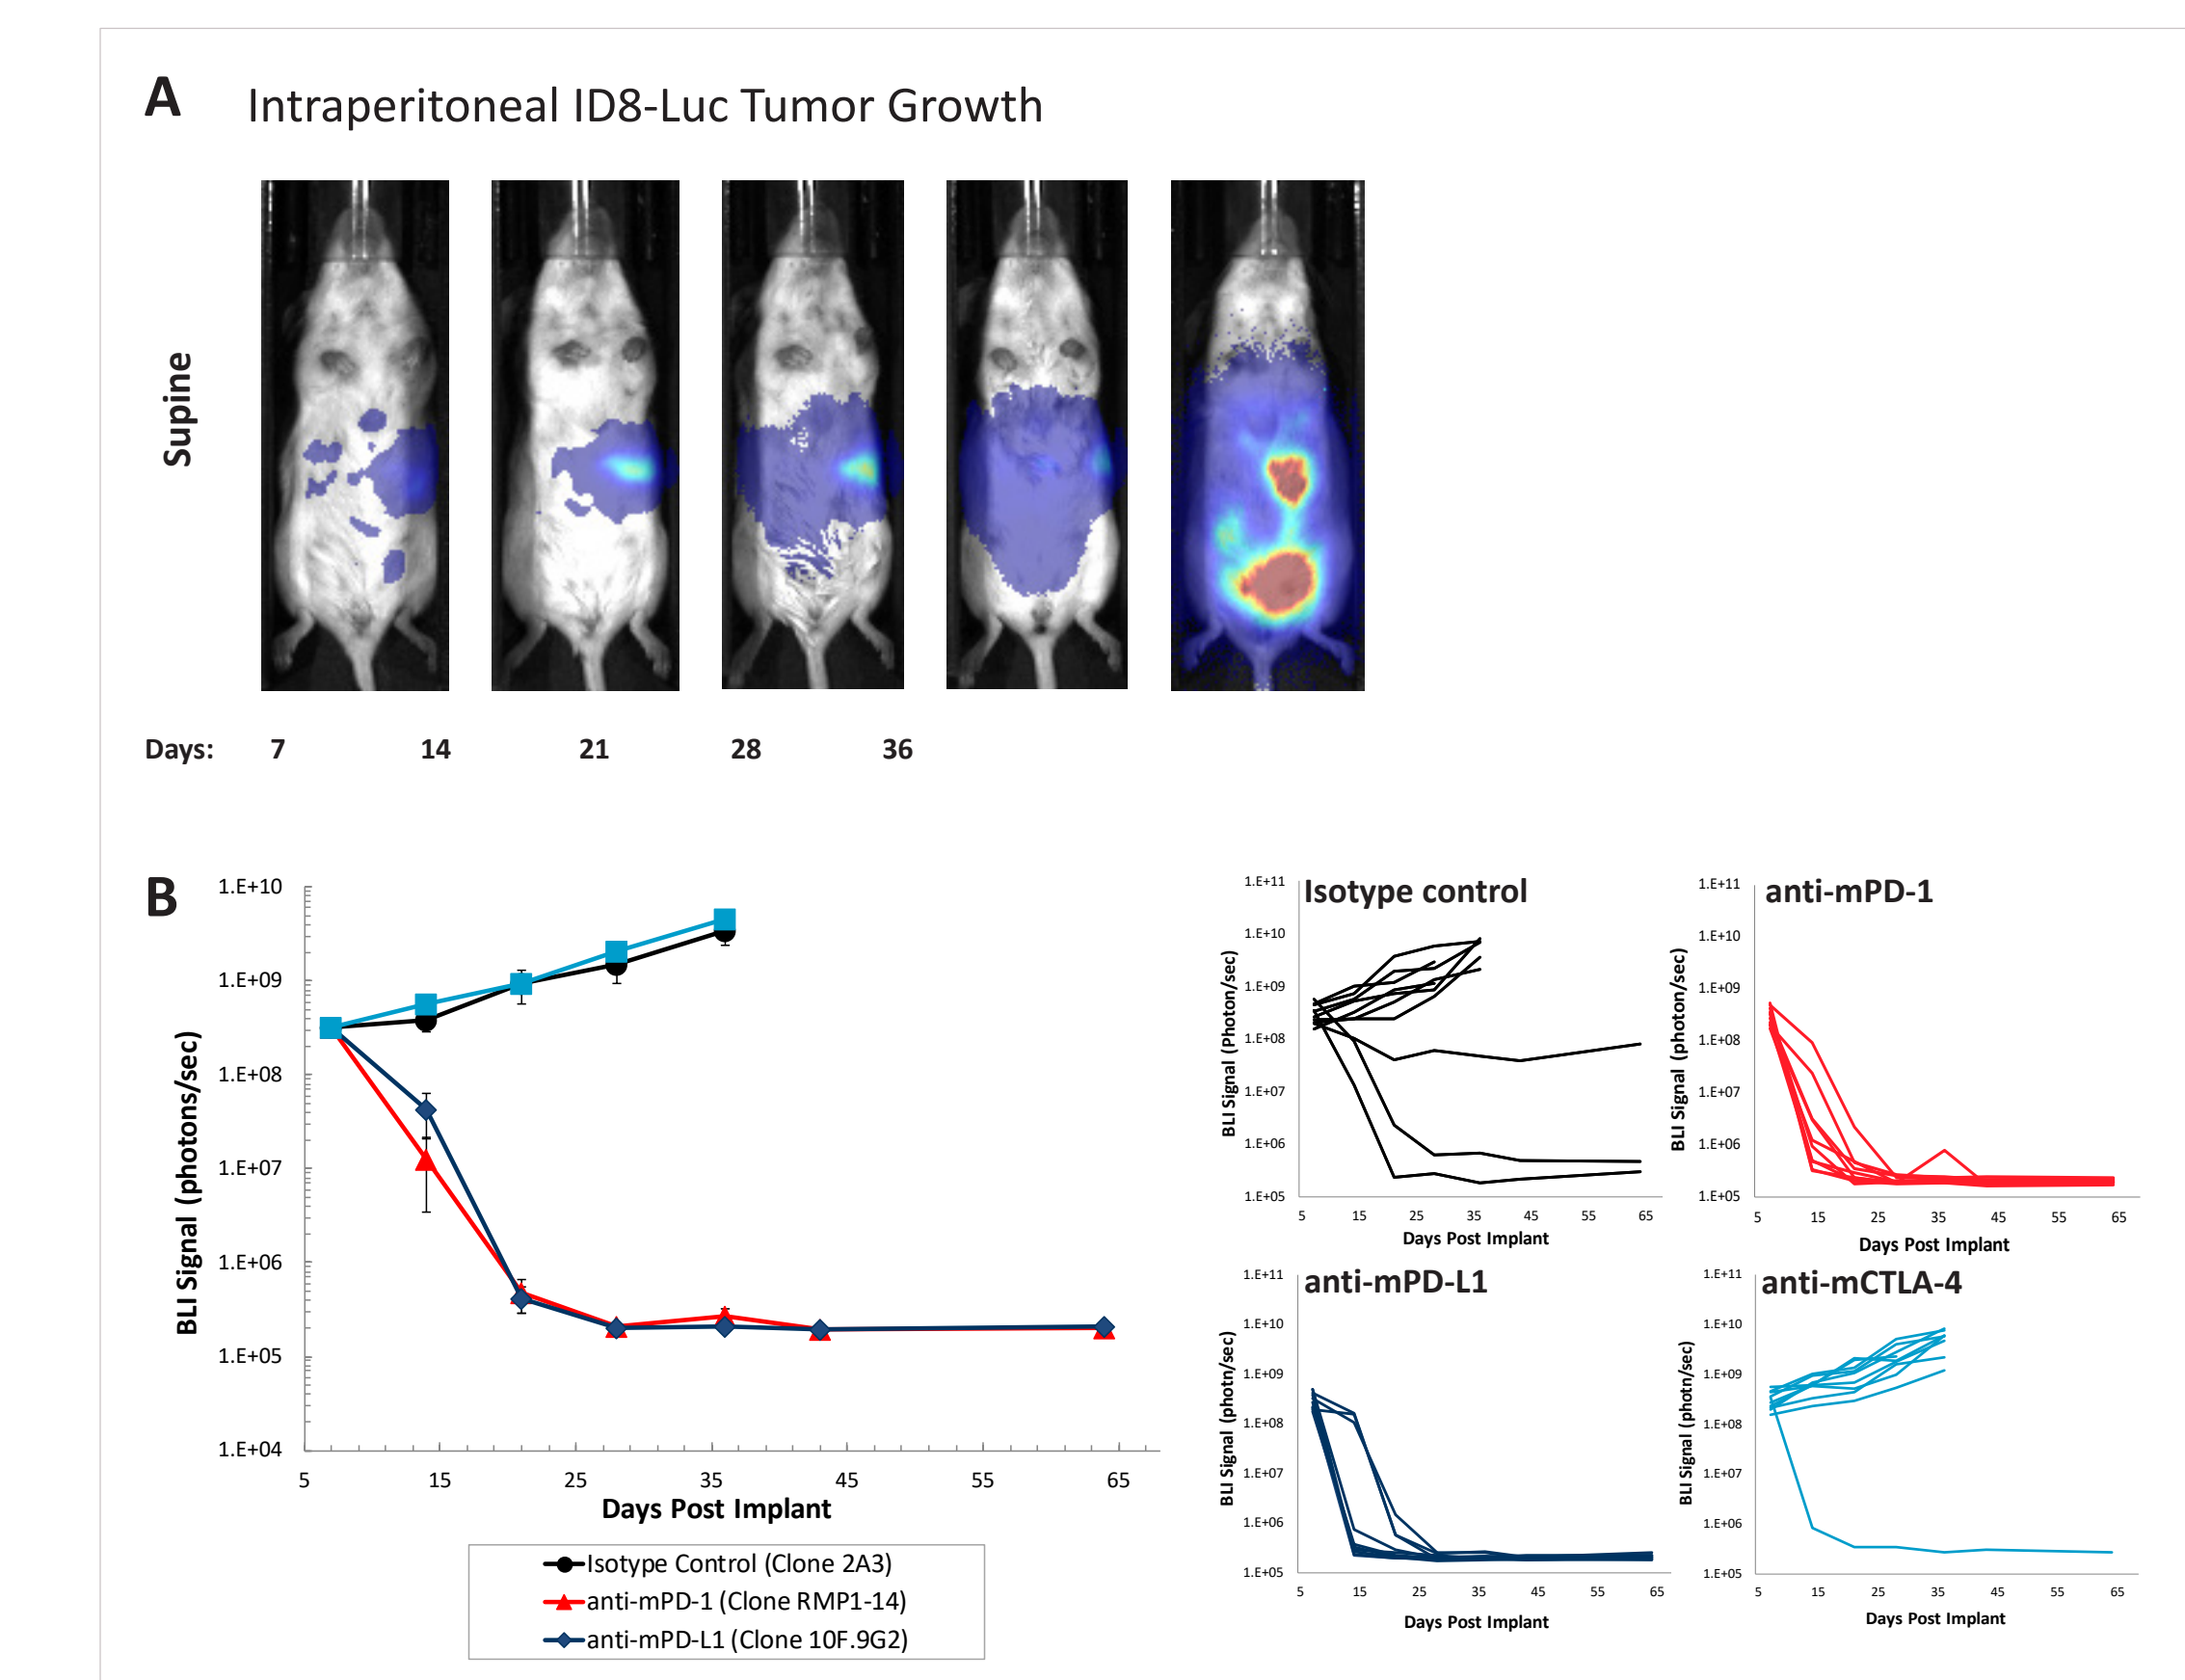 A
Intraperitoneal ID8-Luc Tumor Growth
Supine
Days: 7 14 21 28 36
B
1.E+10
1.E+09
1.E+08
1.E+07
1.E+06
1.E+05
1.E+04
BLI Signal (photons/sec)
5 15 25 35 45 55 65
Days Post Implant
Isotype Control (Clone 2A3)
anti-mPD-1 (Clone RMP1-14)
anti-mPD-L1 (Clone 10F.9G2)
Isotype control
1.E+11
1.E+10
1.E+09
1.E+08
1.E+07
1.E+06
1.E+05
BLI Signal (Photon/sec)
5 15 25 35 45 55 65
Days Post Implant
anti-mPD-1
1.E+11
1.E+10
1.E+09
1.E+08
1.E+07
1.E+06
1.E+05
BLI Signal (photon/sec)
5 15 25 35 45 55 65
Days Post Implant
anti-mPD-L1
1.E+11
1.E+10
1.E+09
1.E+08
1.E+07
1.E+06
1.E+05
BLI Signal (photn/sec)
5 15 25 35 45 55 65
Days Post Implant
anti-mCTLA-4
1.E+11
1.E+10
1.E+09
1.E+08
1.E+07
1.E+06
1.E+05
BLI Signal (photn/sec)
5 15 25 35 45 55 65
Days Post Implant